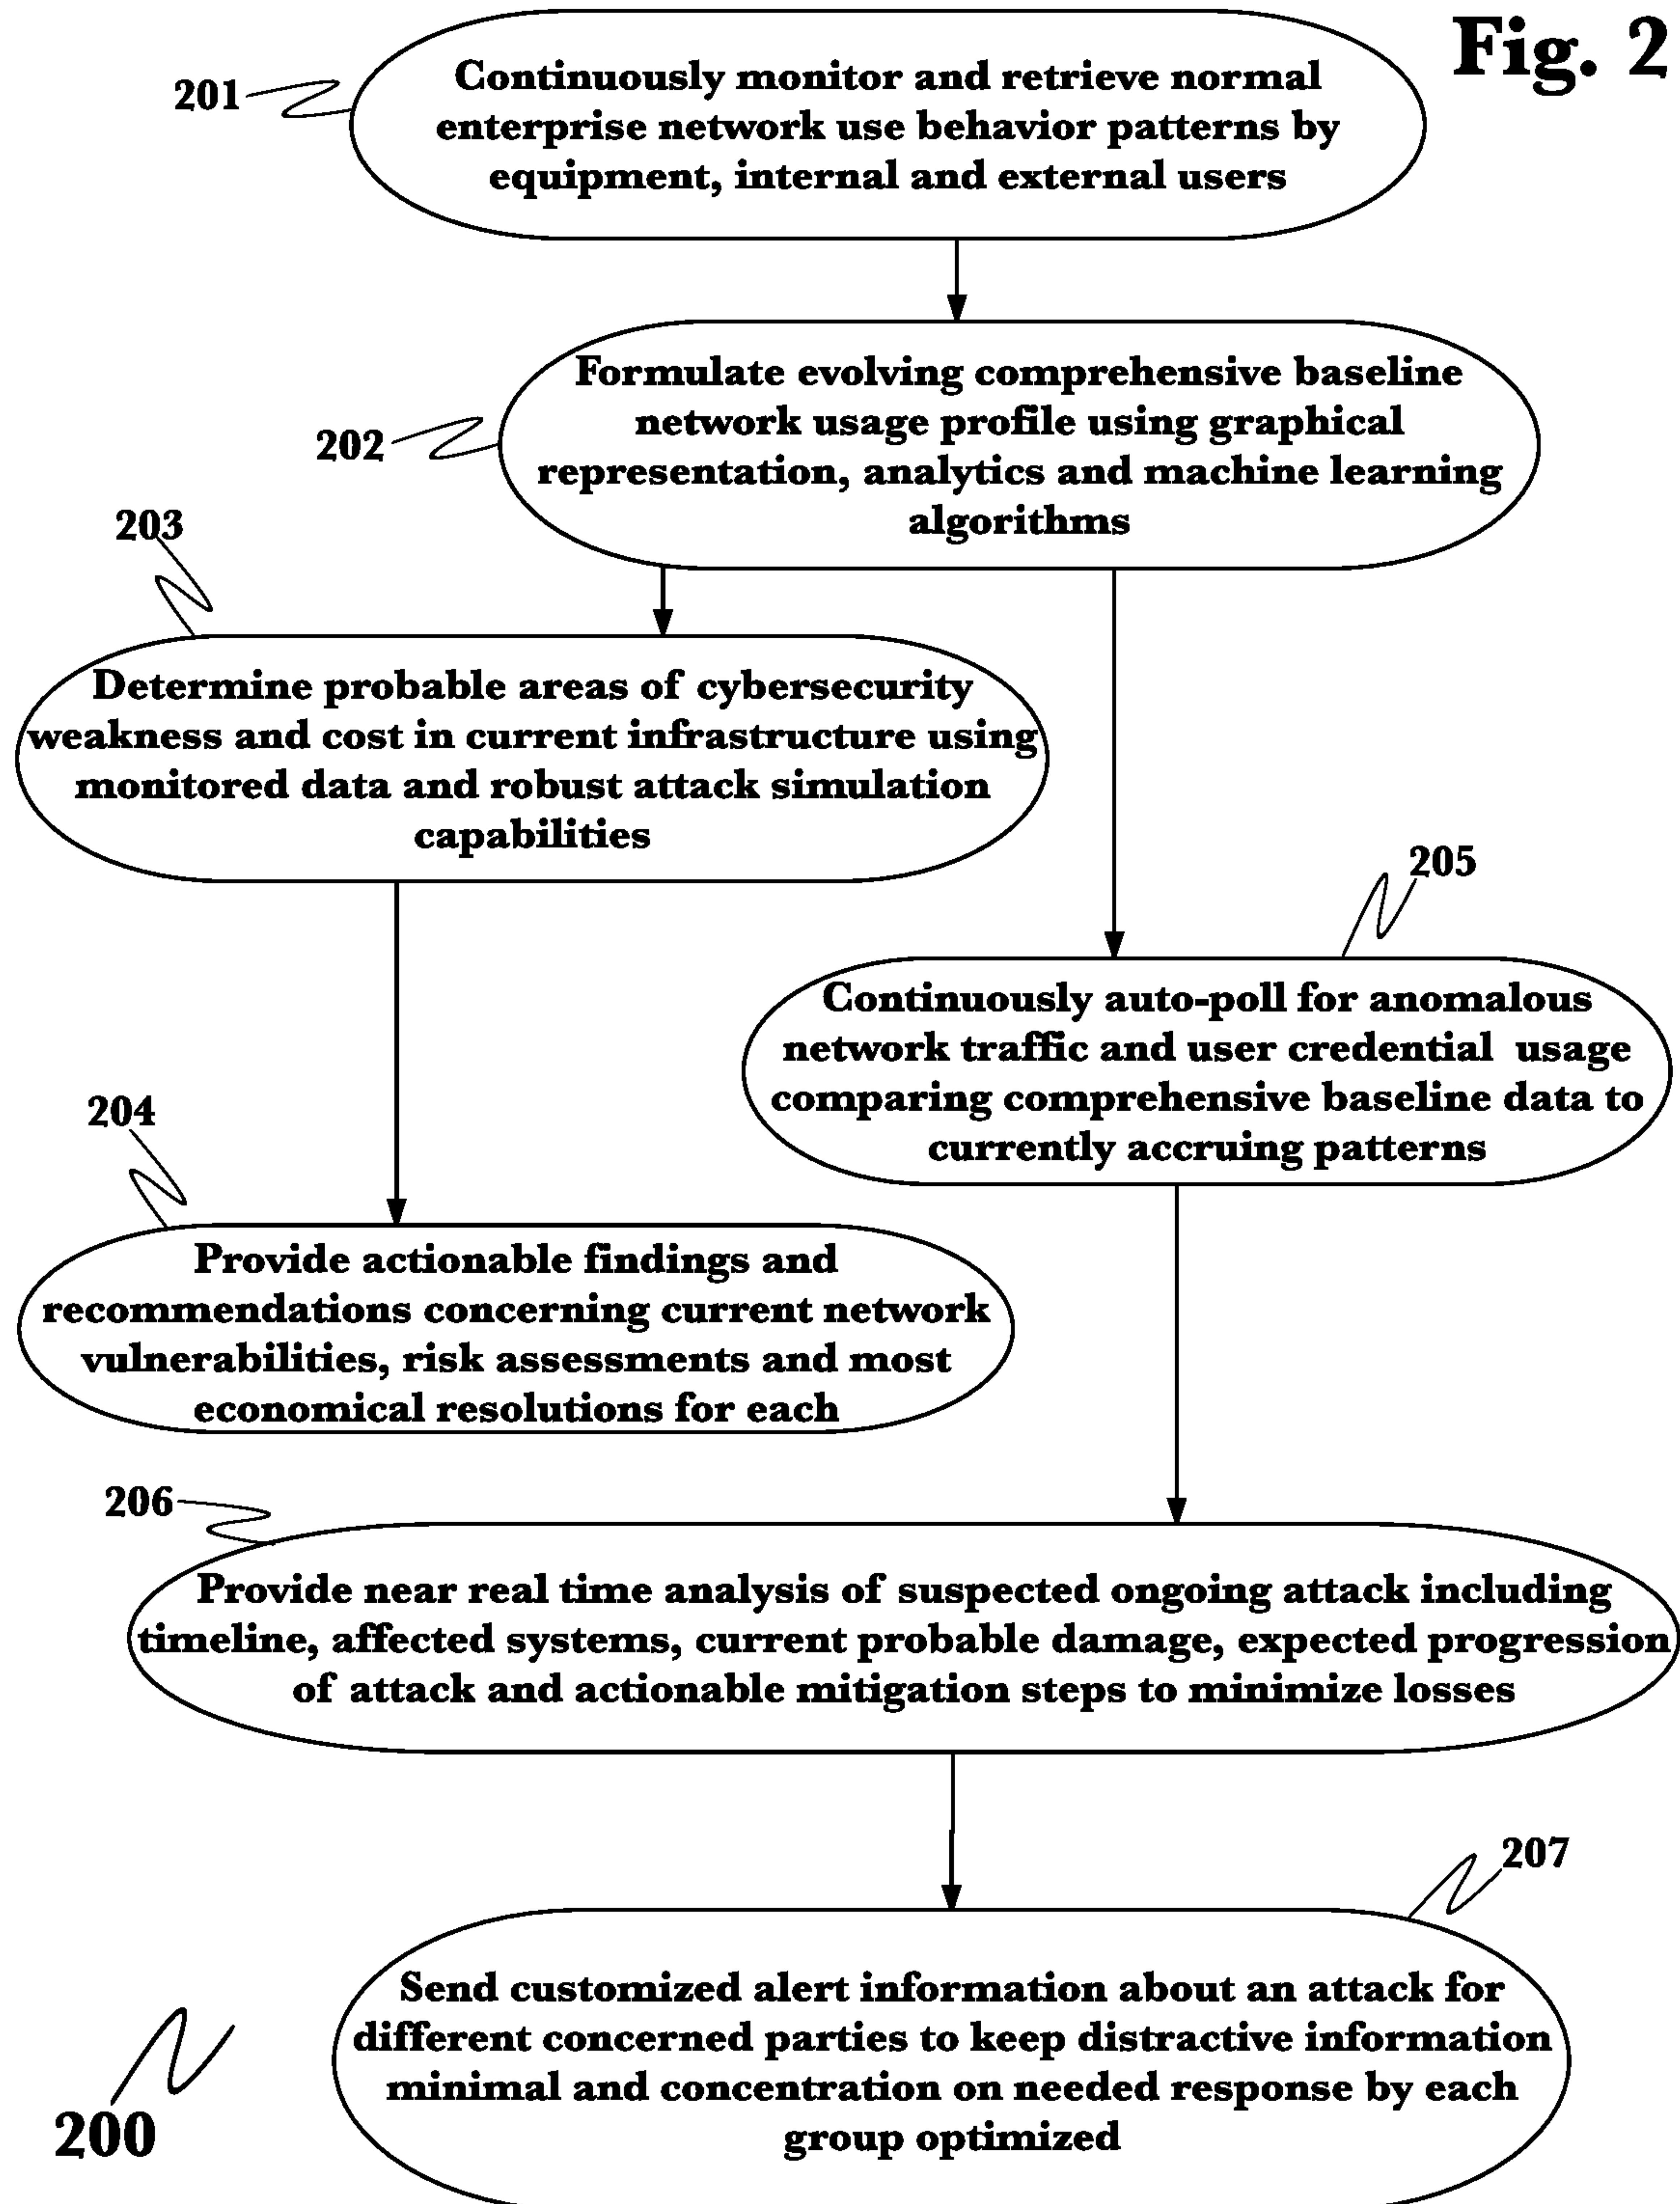 Fig. 2
201
Continuously monitor and retrieve normal
enterprise network use behavior patterns by
equipment, internal and external users
202
Formulate evolving comprehensive baseline
network usage profile using graphical
representation, analytics and machine learning
algorithms
203
Determine probable areas of cybersecurity
weakness and cost in current infrastructure using
monitored data and robust attack simulation
capabilities
204
Provide actionable findings and
recommendations concerning current network
vulnerabilities, risk assessments and most
economical resolutions for each
205
Continuously auto-poll for anomalous
network traffic and user credential usage
comparing comprehensive baseline data to
currently accruing patterns
206
Provide near real time analysis of suspected ongoing attack including
timeline, affected systems, current probable damage, expected progression
of attack and actionable mitigation steps to minimize losses
207
Send customized alert information about an attack for
different concerned parties to keep distractive information
minimal and concentration on needed response by each
group optimized
200